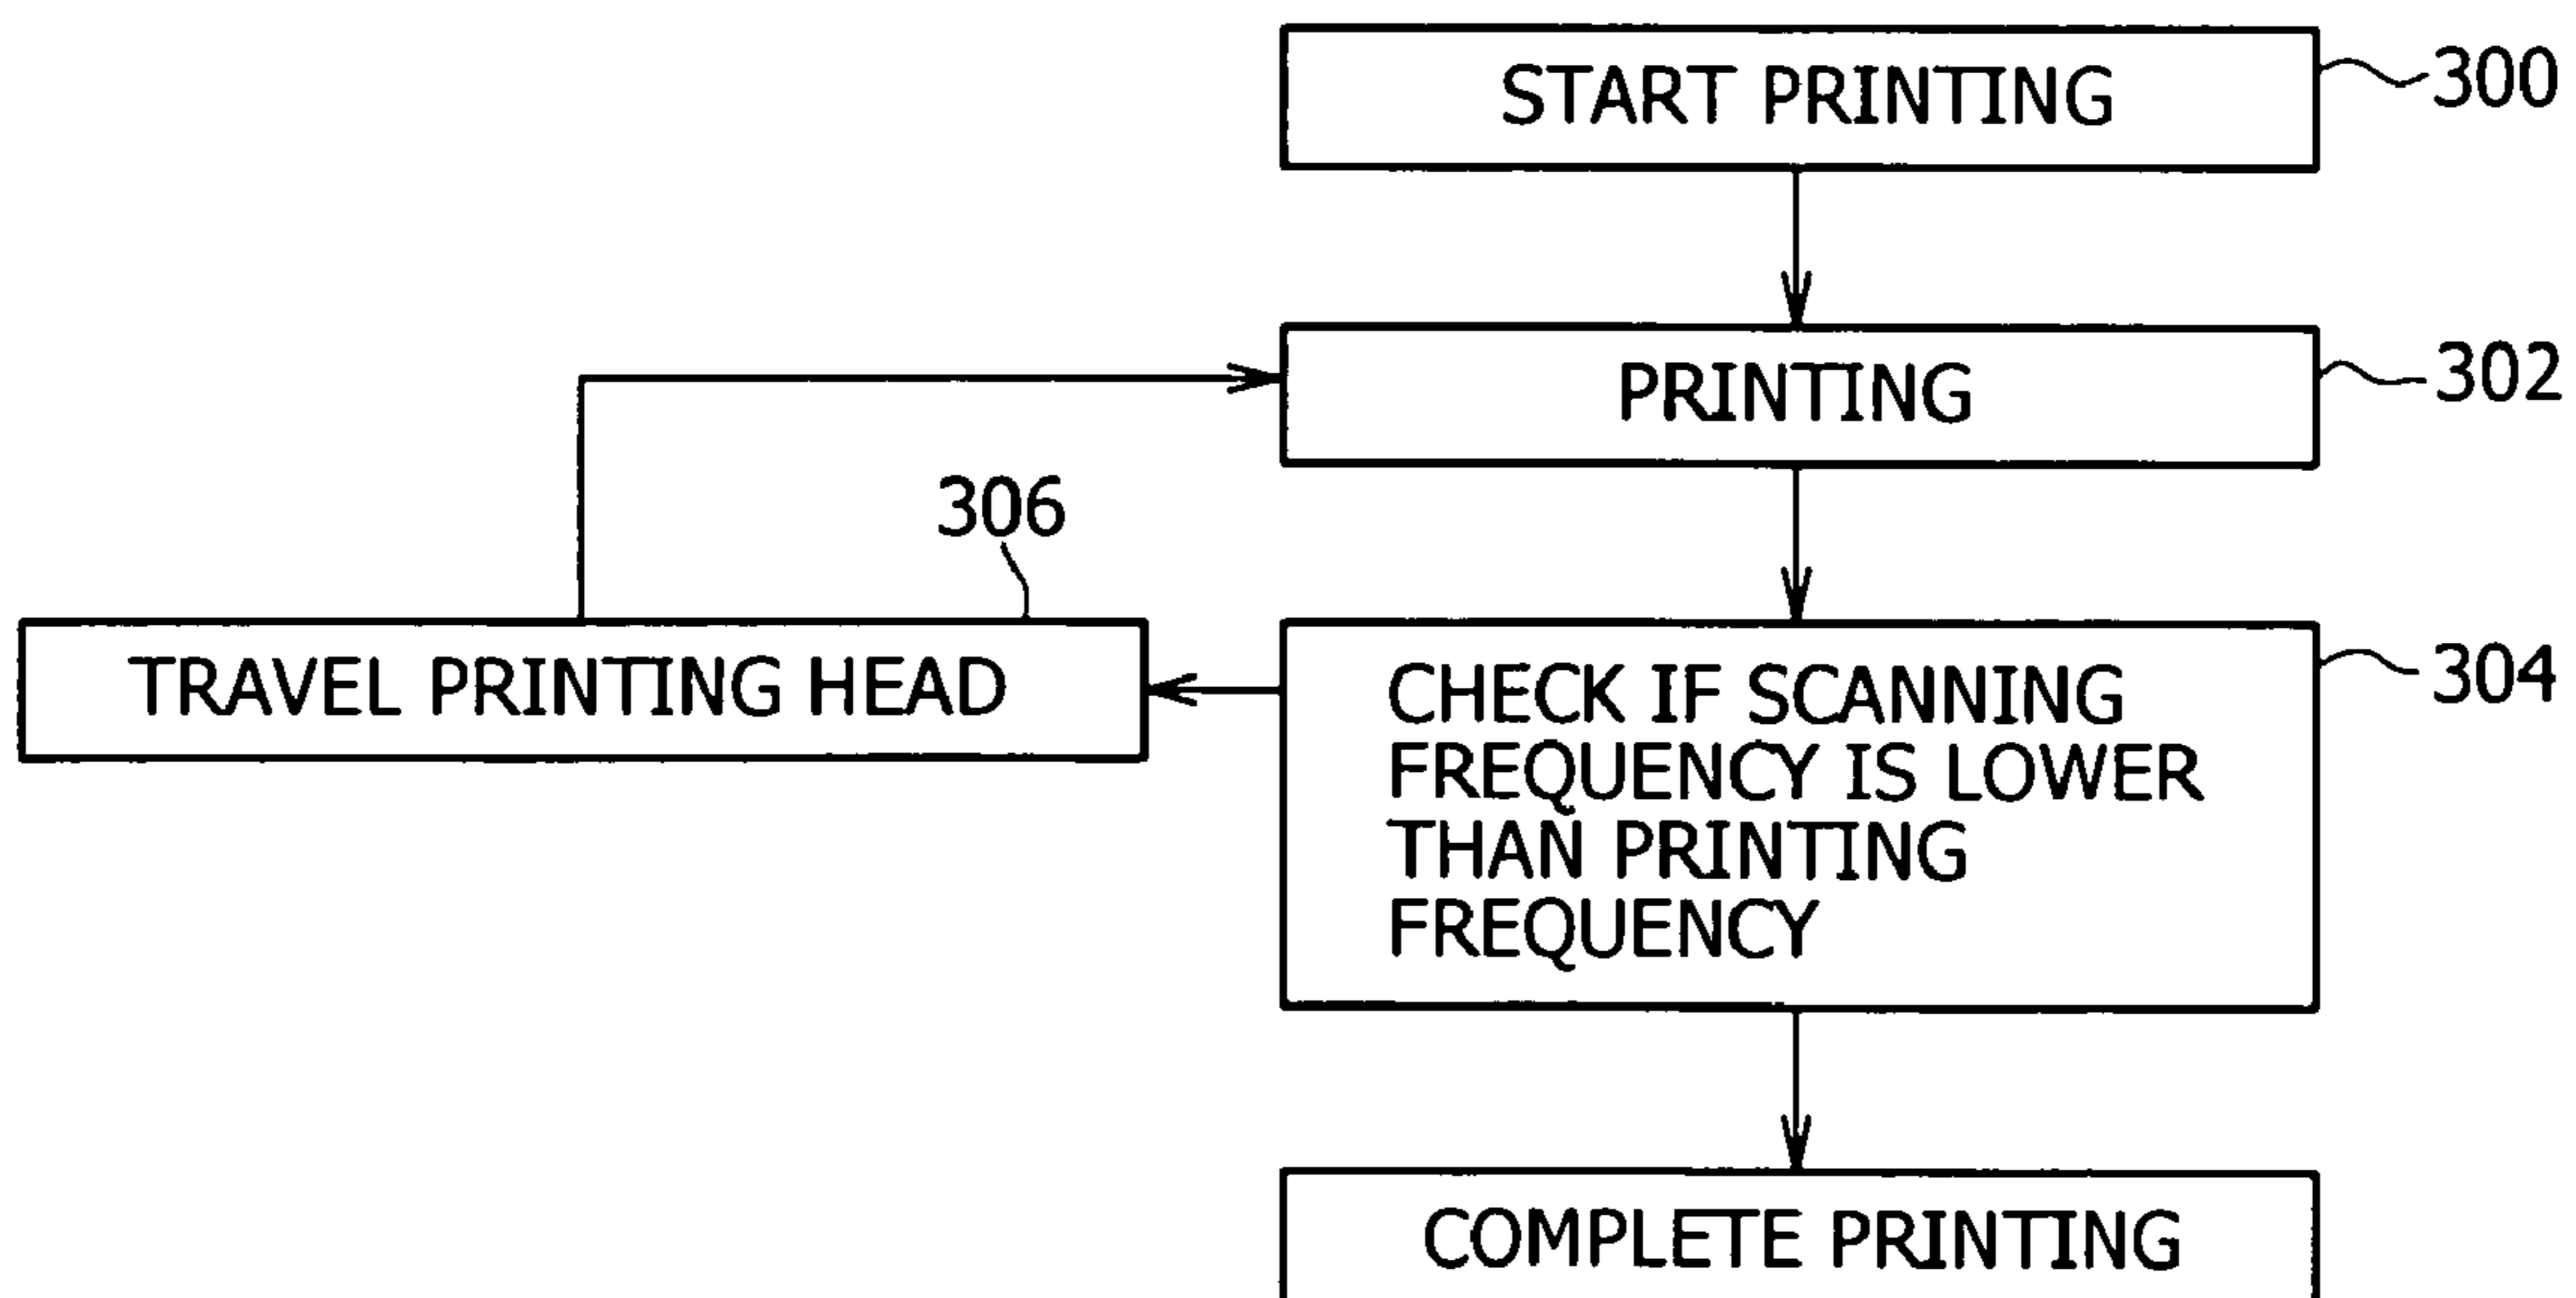 START PRINTING
300
PRINTING
302
306
TRAVEL PRINTING HEAD
CHECK IF SCANNING
FREQUENCY IS LOWER
THAN PRINTING
FREQUENCY
304
COMPLETE PRINTING